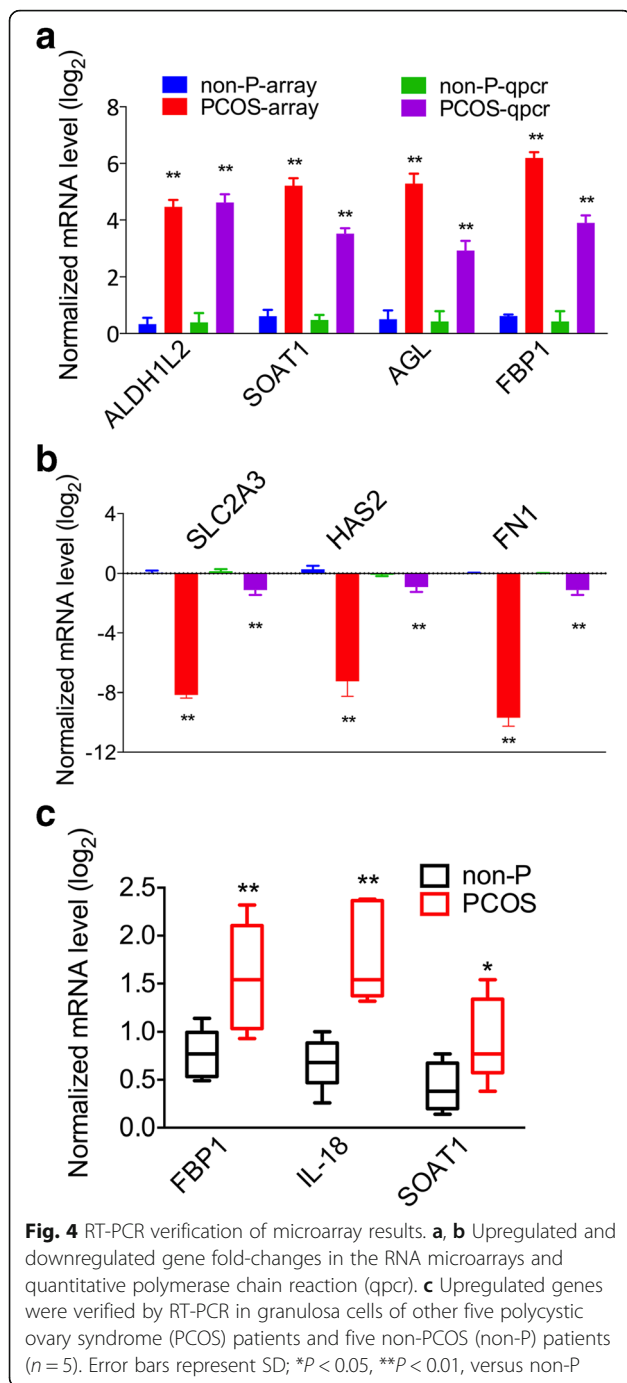 a
non-P-array
non-P-qpcr
PCOS-array
PCOS-qpcr
Normalized mRNA level (log2)
8
6
4
2
0
** ** ** ** ** ** ** **
ALDH1L2
SOAT1
AGL
FBP1
b
Normalized mRNA level (log2)
4
0
-4
-8
-12
SLC2A3
HAS2
FN1
** ** **
** ** **
c
non-P
PCOS
Normalized mRNA level (log2)
2.5
2.0
1.5
1.0
0.5
0.0
** ** *
FBP1
IL-18
SOAT1
Fig. 4 RT-PCR verification of microarray results. a, b Upregulated and
downregulated gene fold-changes in the RNA microarrays and
quantitative polymerase chain reaction (qpcr). c Upregulated genes
were verified by RT-PCR in granulosa cells of other five polycystic
ovary syndrome (PCOS) patients and five non-PCOS (non-P) patients
(n = 5). Error bars represent SD; *P < 0.05, **P < 0.01, versus non-P